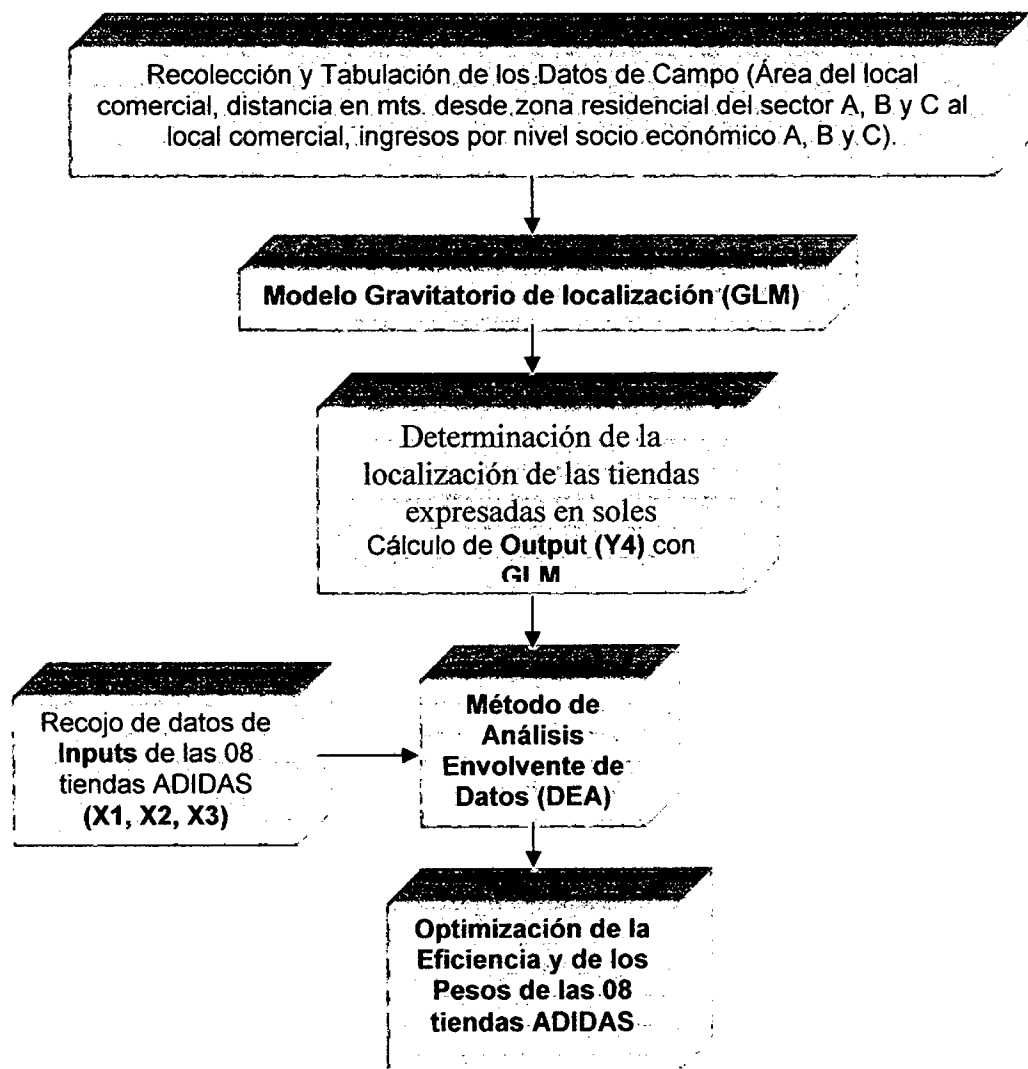 Recolección y Tabulación de los Datos de Campo (Área del local
comercial, distancia en mts. desde zona residencial del sector A, B y C al
local comercial, ingresos por nivel socio económico A, B y C).
Modelo Gravitatorio de localización (GLM)
Determinación de la
localización de las tiendas
expresadas en soles
Cálculo de Output (Y4) con
GLM
Recojo de datos de
Inputs de las 08
tiendas ADIDAS
(X1, X2, X3)
Método de
Análisis
Envolvente de
Datos (DEA)
Optimización de la
Eficiencia y de los
Pesos de las 08
tiendas ADIDAS